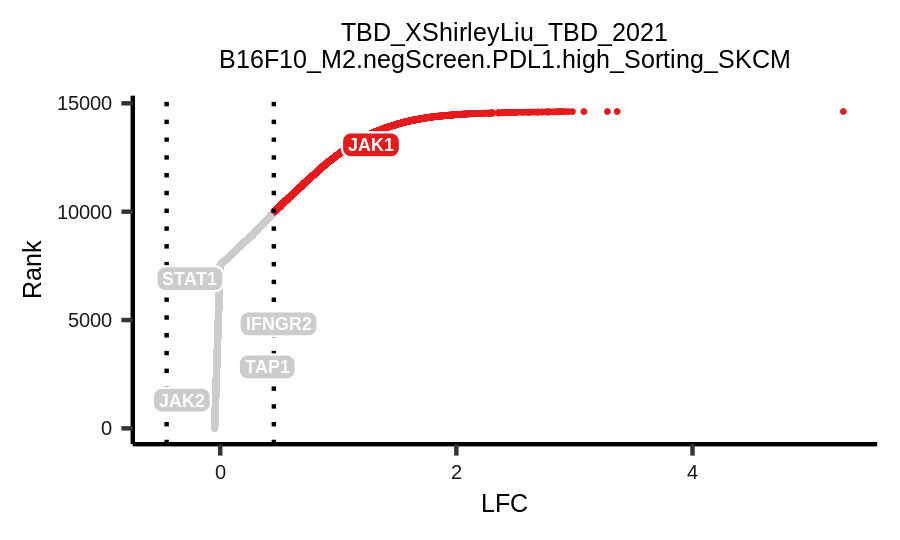 TBD_XShirleyLiu_TBD_2021
B16F10_M2.negScreen.PDL1.high_Sorting_SKCM
15000
JAK1
10000
Rank
STAT1
5000
IFNGR2
TAP1
JAK2
0
0 2 4
LFC